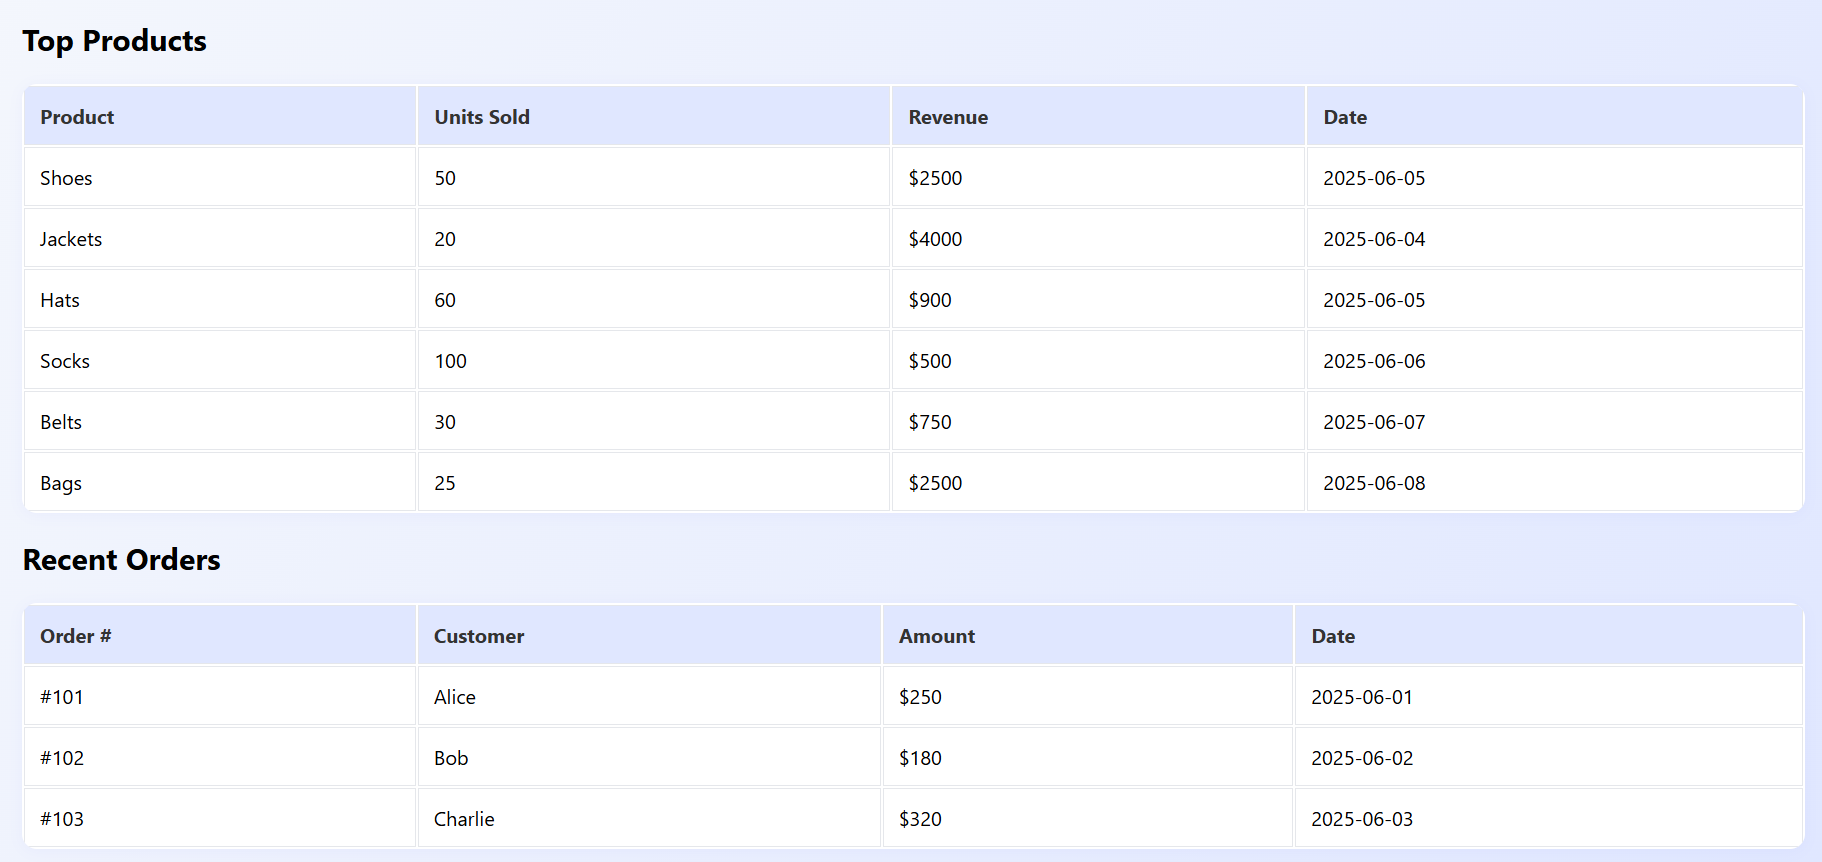 Top Products
Product Units Sold Revenue Date
Shoes 50 $2500 2025-06-05
Jackets 20 $4000 2025-06-04
Hats 60 $900 2025-06-05
Socks 100 $500 2025-06-06
Belts 30 $750 2025-06-07
Bags 25 $2500 2025-06-08
Recent Orders
Order # Customer Amount Date
#101 Alice $250 2025-06-01
#102 Bob $180 2025-06-02
#103 Charlie $320 2025-06-03